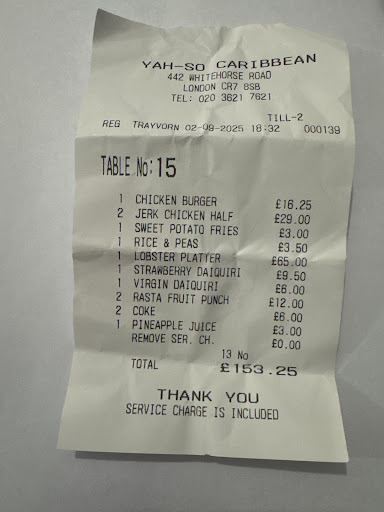 YAH-SO CARIBBEAN
442 WHITEHORSE ROAD
LONDON CR7 8SB
TEL: 020 3621 7621
TILL-2
REG TRAYVORN 02-09-2025 18:32 000139
TABLE No: 15
1 CHICKEN BURGER £16.25
2 JERK CHICKEN HALF £29.00
1 SWEET POTATO FRIES £3.00
1 RICE & PEAS £3.50
1 LOBSTER PLATTER £65.00
1 STRAWBERRY DAIQUIRI £9.50
1 VIRGIN DAIQUIRI £6.00
2 RASTA FRUIT PUNCH £12.00
2 COKE £6.00
1 PINEAPPLE JUICE £3.00
REMOVE SER. CH. £0.00
13 No
TOTAL £153.25
THANK YOU
SERVICE CHARGE IS INCLUDED